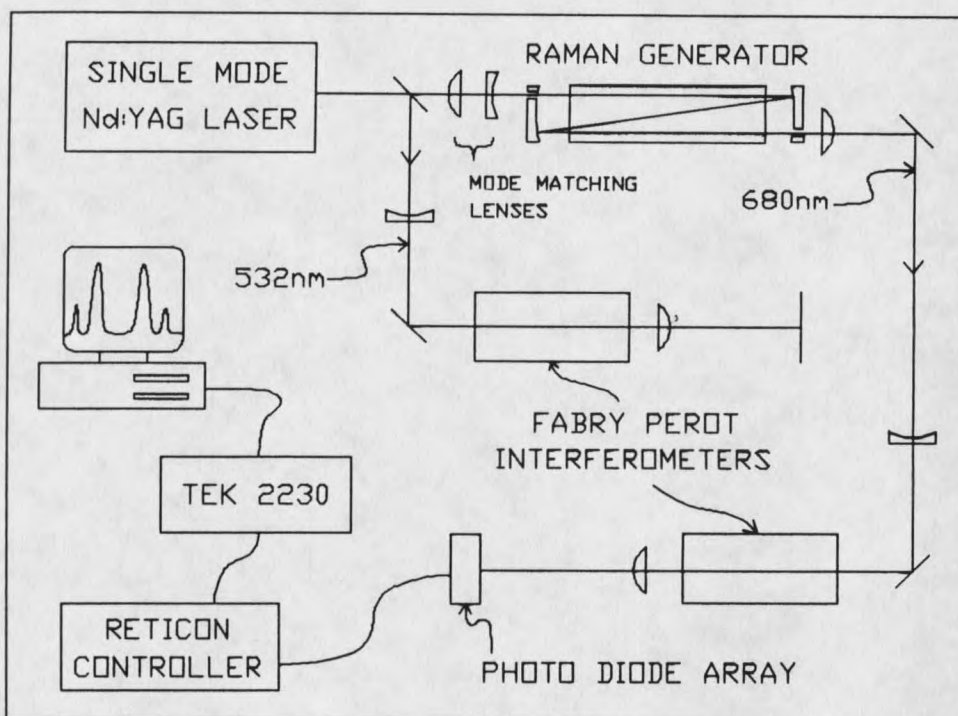 SINGLE MODE
Nd:YAG LASER
RAMAN GENERATOR
MODE MATCHING
LENSES
680nm
532nm
FABRY PEROT
INTERFEROMETERS
TEK 2230
RETICON
CONTROLLER
PHOTO DIODE ARRAY